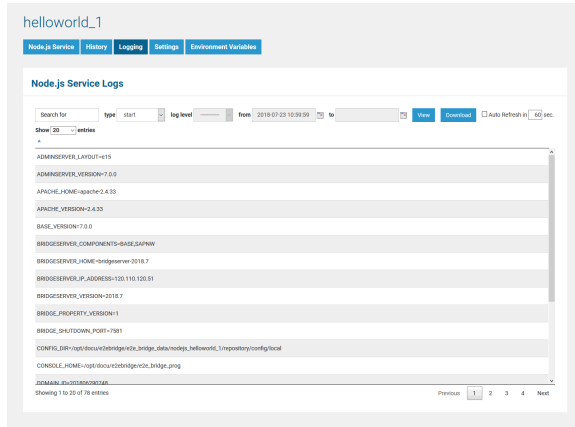 helloworld_1
Node.js Service History Logging Settings Environment Variables
Node.js Service Logs
Search for type start log level -------- from 2018-07-23 10:59:59 to View Download Auto Refresh in 60 sec.
Show 20 entries
ADMINSERVER_LAYOUT=e15
ADMINSERVER_VERSION=7.0.0
APACHE_HOME=apache-2.4.33
APACHE_VERSION=2.4.33
BASE_VERSION=7.0.0
BRIDGESERVER_COMPONENTS=BASE,SAPNW
BRIDGESERVER_HOME=bridgeserver-2018.7
BRIDGESERVER_IP_ADDRESS=120.110.120.51
BRIDGESERVER_VERSION=2018.7
BRIDGE_PROPERTY_VERSION=1
BRIDGE_SHUTDOWN_PORT=7581
CONFIG_DIR=/opt/docu/e2ebridge/e2e_bridge_data/nodejs_helloworld_1/repository/config/local
CONSOLE_HOME=/opt/docu/e2ebridge/e2e_bridge_prog
DOMAIN_ID=201806290248
Showing 1 to 20 of 78 entries Previous 1 2 3 4 Next